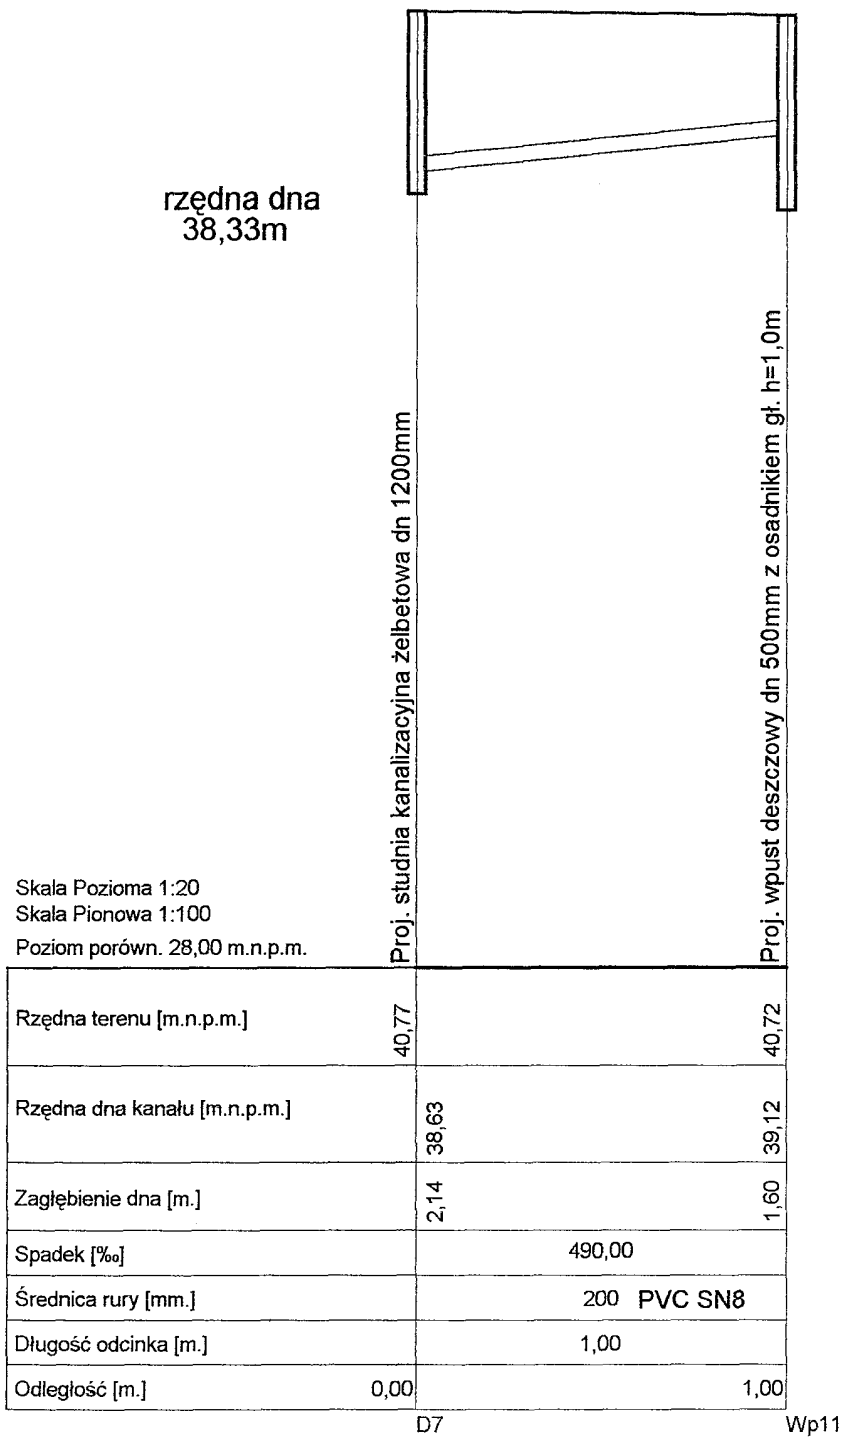 rzędna dna
38,33m
Proj. studnia kanalizacyjna żelbetowa dn 1200mm
Proj. wpust deszczowy dn 500mm z osadnikiem gł. h=1,0m
Skala Pozioma 1:20
Skala Pionowa 1:100
Poziom porówn. 28,00 m.n.p.m.
Rzędna terenu [m.n.p.m.] 40,77 40,72
Rzędna dna kanału [m.n.p.m.] 38,63 39,12
Zagłębienie dna [m.] 2,14 1,60
Spadek [‰] 490,00
Średnica rury [mm.] 200 PVC SN8
Długość odcinka [m.] 1,00
Odległość [m.] 0,00 1,00
D7 Wp11